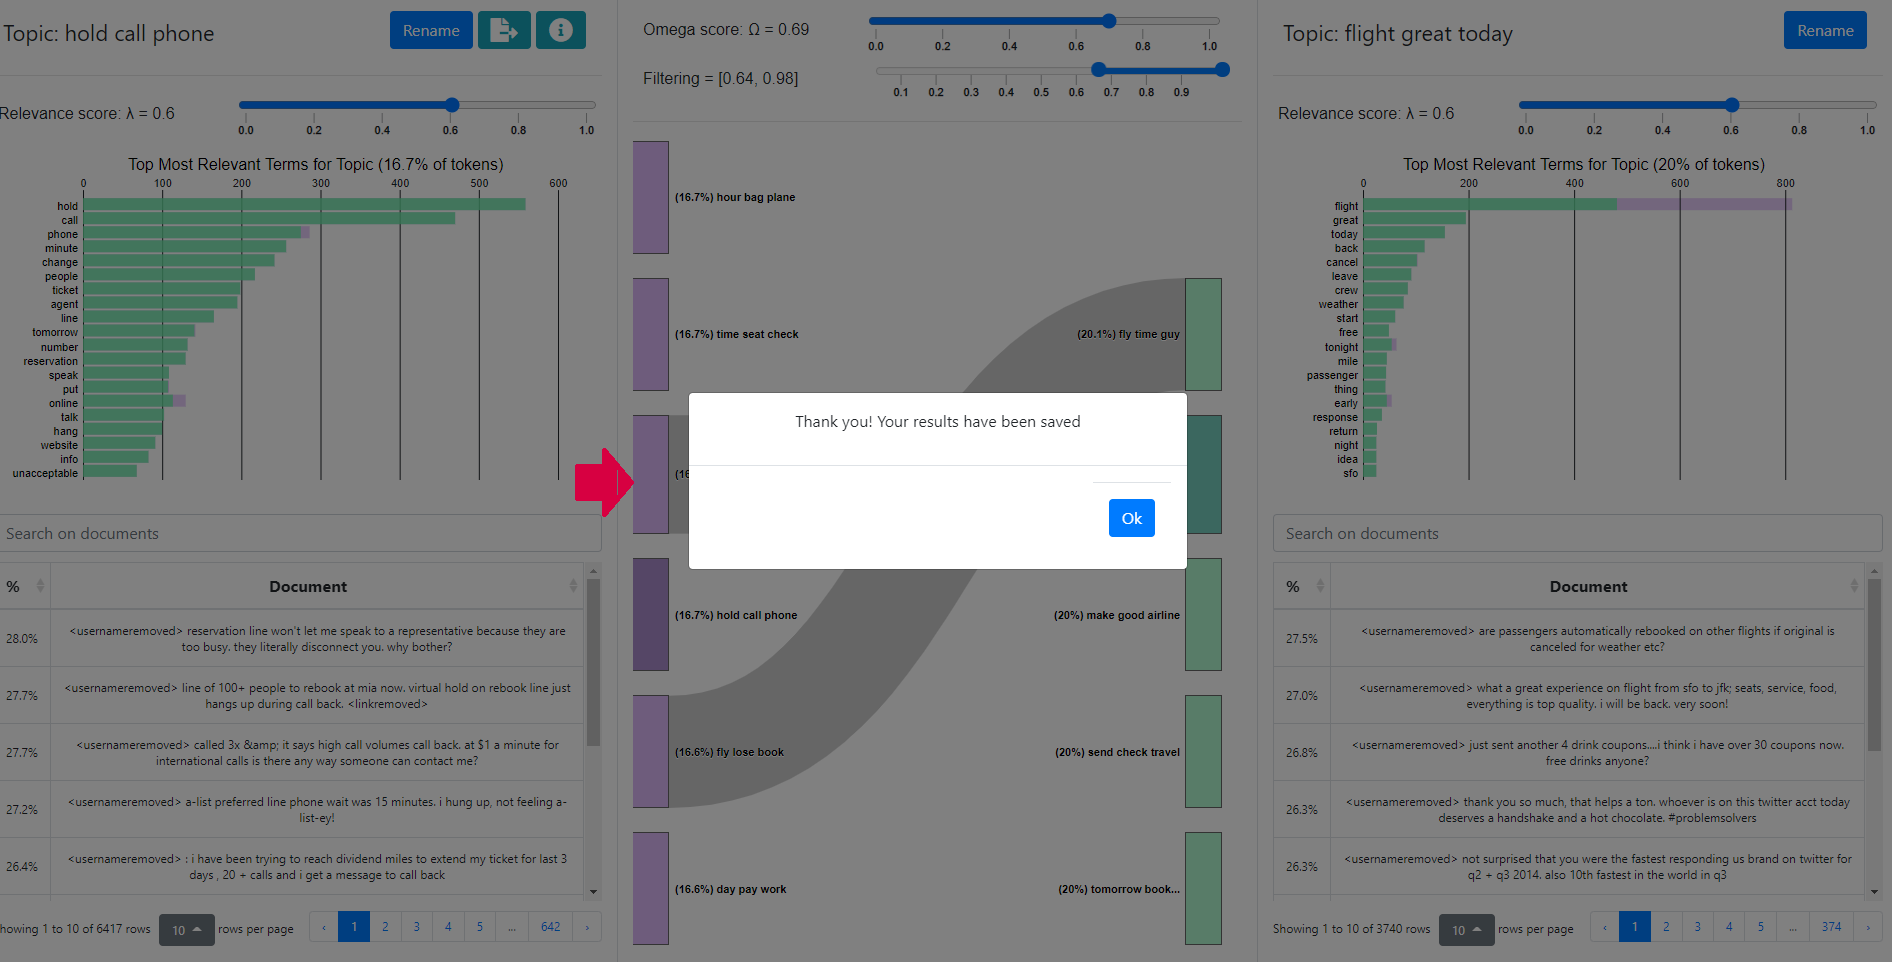 Topic: hold call phone
Rename
Relevance score: λ = 0.6
0.0 0.2 0.4 0.6 0.8 1.0
Top Most Relevant Terms for Topic (16.7% of tokens)
0 100 200 300 400 500 600
hold
call
phone
minute
change
people
ticket
agent
line
tomorrow
number
reservation
speak
put
online
talk
hang
website
info
unacceptable
Search on documents
% Document
28.0% <usernameremoved> reservation line won't let me speak to a representative because they are
too busy. they literally disconnect you. why bother?
27.7% <usernameremoved> line of 100+ people to rebook at mia now. virtual hold on rebook line just
hangs up during call back. <linkremoved>
27.7% <usernameremoved> called 3x &amp; it says high call volumes call back. at $1 a minute for
international calls is there any way someone can contact me?
27.2% <usernameremoved> a-list preferred line phone wait was 15 minutes. i hung up, not feeling a-
list-ey!
26.4% <usernameremoved> : i have been trying to reach dividend miles to extend my ticket for last 3
days , 20 + calls and i get a message to call back
howing 1 to 10 of 6417 rows 10 rows per page ‹ 1 2 3 4 5 ... 642 ›
Omega score: Ω = 0.69
0.0 0.2 0.4 0.6 0.8 1.0
Filtering = [0.64, 0.98]
0.1 0.2 0.3 0.4 0.5 0.6 0.7 0.8 0.9
(16.7%) hour bag plane
(16.7%) time seat check
(20.1%) fly time guy
(16
Thank you! Your results have been saved
Ok
(16.7%) hold call phone
(20%) make good airline
(16.6%) fly lose book
(20%) send check travel
(16.6%) day pay work
(20%) tomorrow book...
Topic: flight great today
Rename
Relevance score: λ = 0.6
0.0 0.2 0.4 0.6 0.8 1.0
Top Most Relevant Terms for Topic (20% of tokens)
0 200 400 600 800
flight
great
today
back
cancel
leave
crew
weather
start
free
tonight
mile
passenger
thing
early
response
return
night
idea
sfo
Search on documents
% Document
27.5% <usernameremoved> are passengers automatically rebooked on other flights if original is
canceled for weather etc?
27.0% <usernameremoved> what a great experience on flight from sfo to jfk; seats, service, food,
everything is top quality. i will be back. very soon!
26.8% <usernameremoved> just sent another 4 drink coupons....i think i have over 30 coupons now.
free drinks anyone?
26.3% <usernameremoved> thank you so much, that helps a ton. whoever is on this twitter acct today
deserves a handshake and a hot chocolate. #problemsolvers
26.3% <usernameremoved> not surprised that you were the fastest responding us brand on twitter for
q2 + q3 2014. also 10th fastest in the world in q3
Showing 1 to 10 of 3740 rows 10 rows per page ‹ 1 2 3 4 5 ... 374 ›